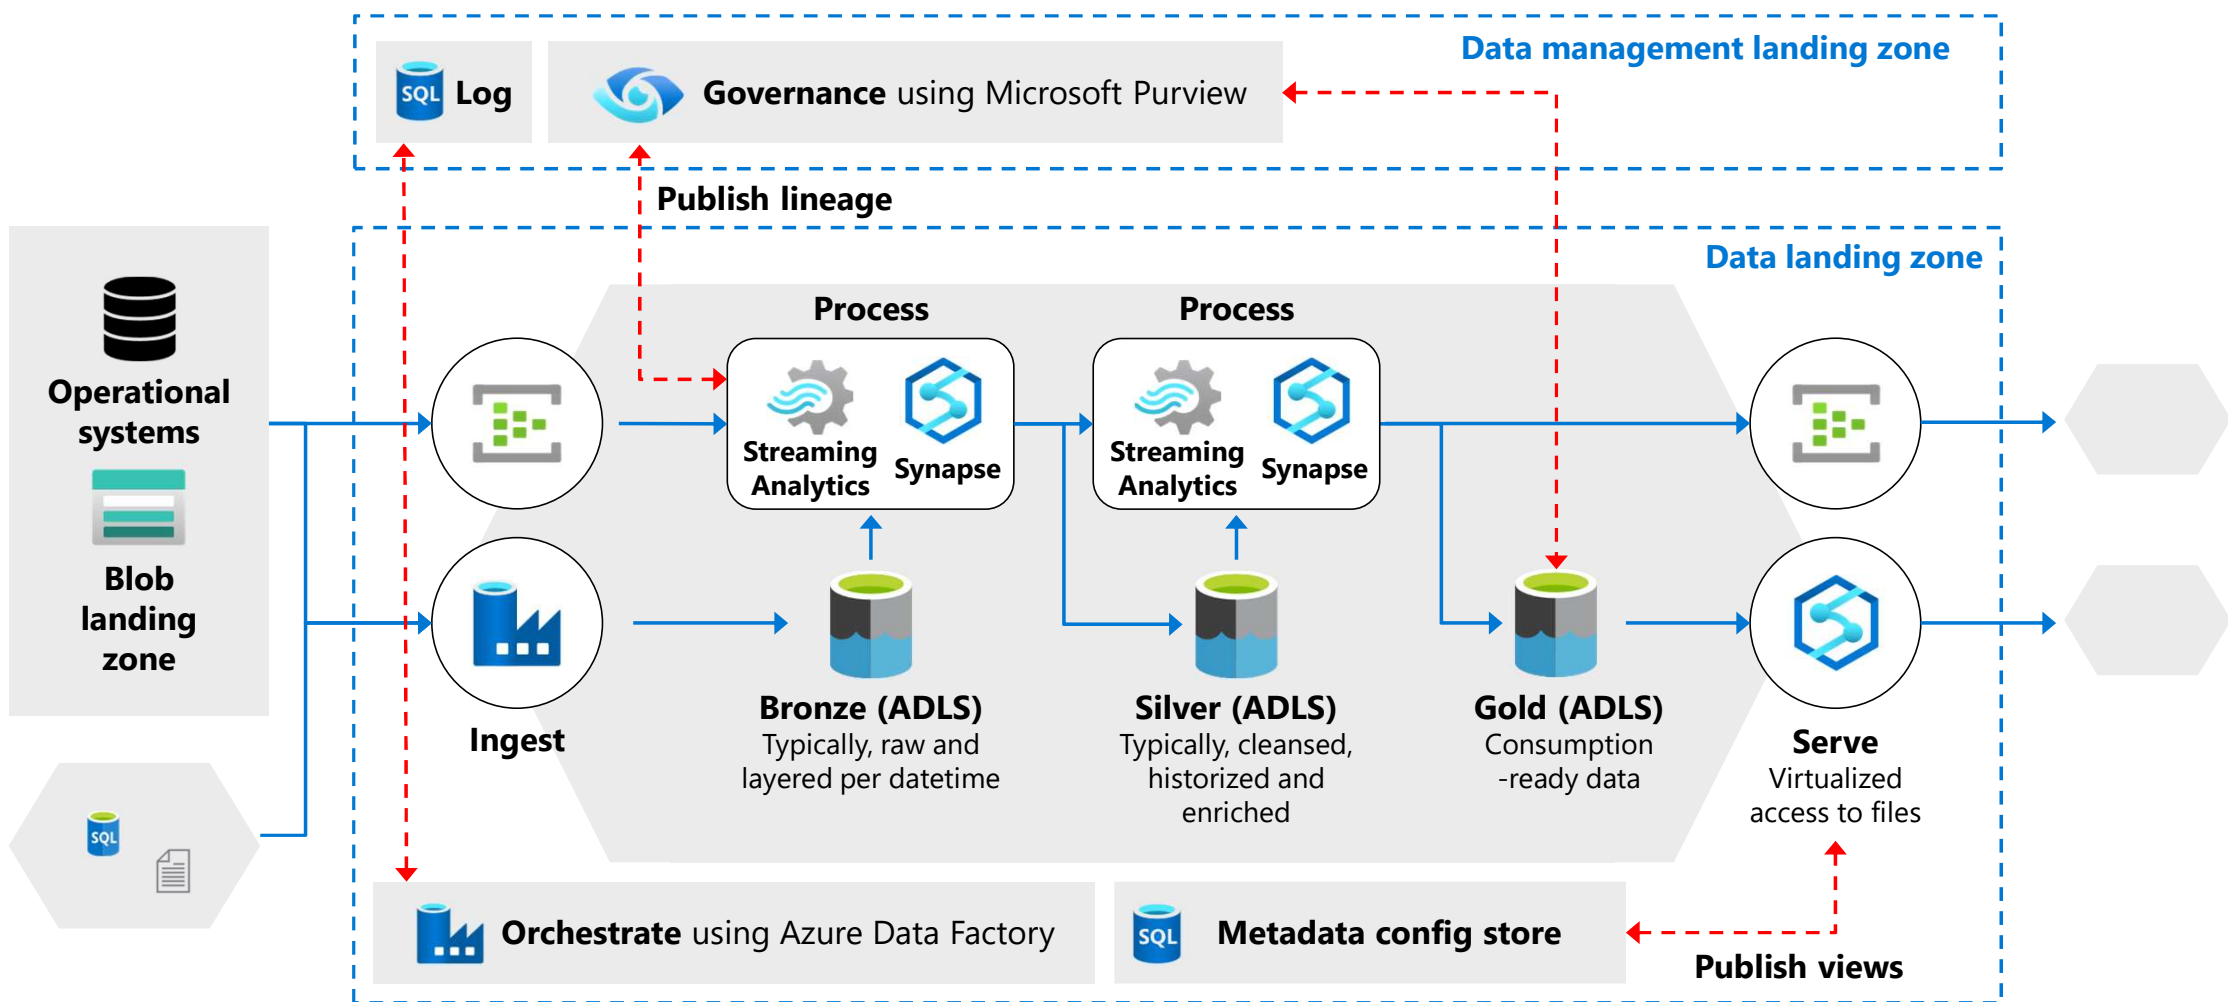 Data management landing zone
SQL
Log
Governance using Microsoft Purview
Publish lineage
Data landing zone
Operational
systems
Blob
landing
zone
SQL
Ingest
Process
Streaming
Analytics
Synapse
Process
Streaming
Analytics
Synapse
Bronze (ADLS)
Typically, raw and
layered per datetime
Silver (ADLS)
Typically, cleansed,
historized and
enriched
Gold (ADLS)
Consumption
-ready data
Serve
Virtualized
access to files
Orchestrate using Azure Data Factory
SQL
Metadata config store
Publish views